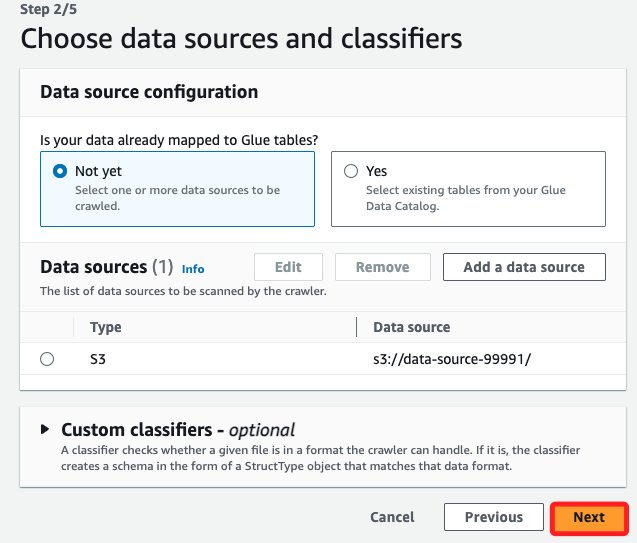 Step 2/5
Choose data sources and classifiers
Data source configuration
Is your data already mapped to Glue tables?
Not yet
Select one or more data sources to be
crawled.
Yes
Select existing tables from your Glue
Data Catalog.
Data sources (1) Info
Edit
Remove
Add a data source
The list of data sources to be scanned by the crawler.
Type
Data source
S3
s3://data-source-99991/
Custom classifiers - optional
A classifier checks whether a given file is in a format the crawler can handle. If it is, the classifier
creates a schema in the form of a StructType object that matches that data format.
Cancel
Previous
Next